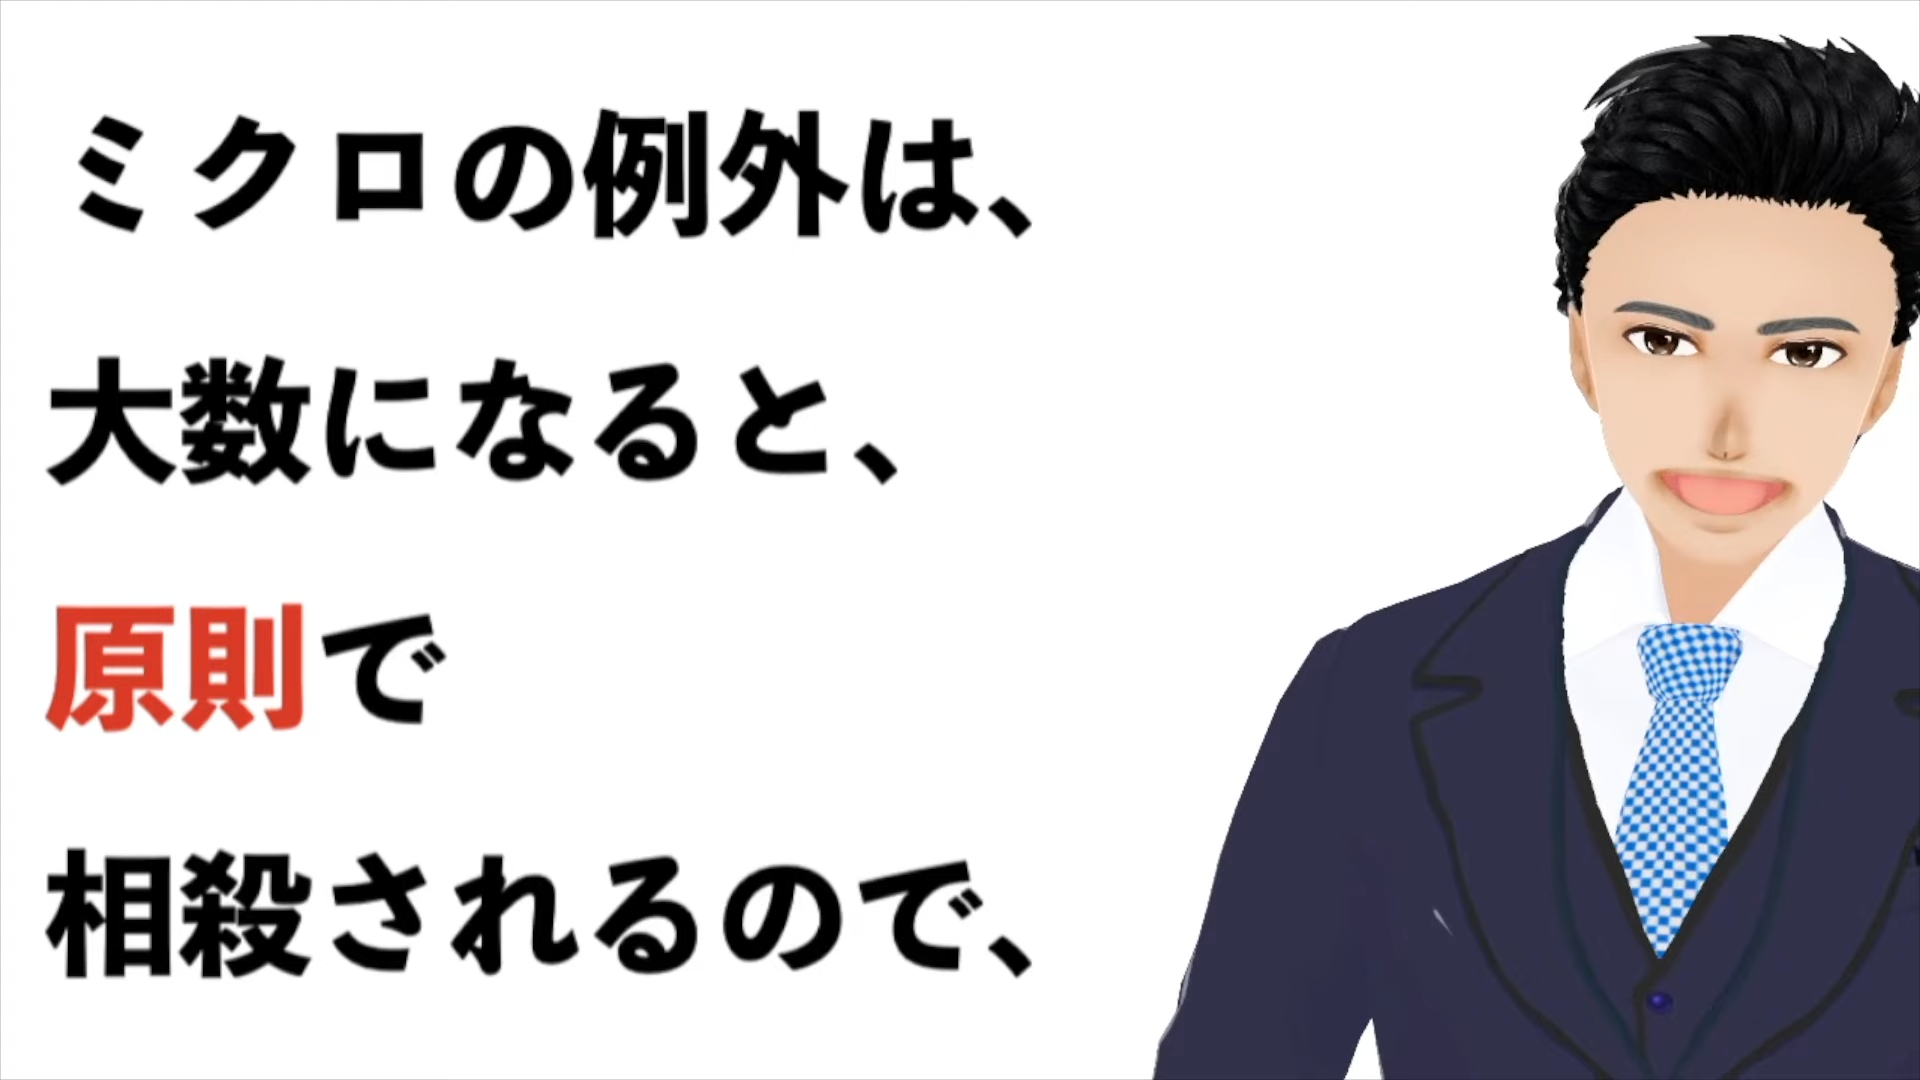 ミクロの例外は、
大数になると、
原則で
相殺されるので、